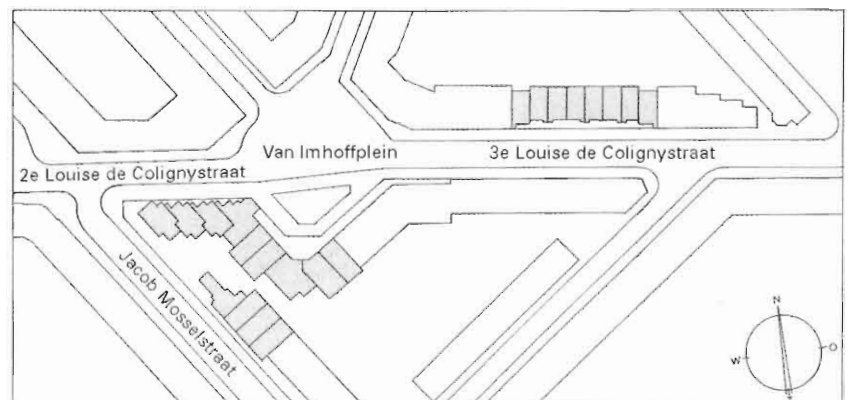 Van Imhoffplein
3e Louise de Colignystraat
2e Louise de Colignystraat
Jacob Mosselstraat
N
W
O